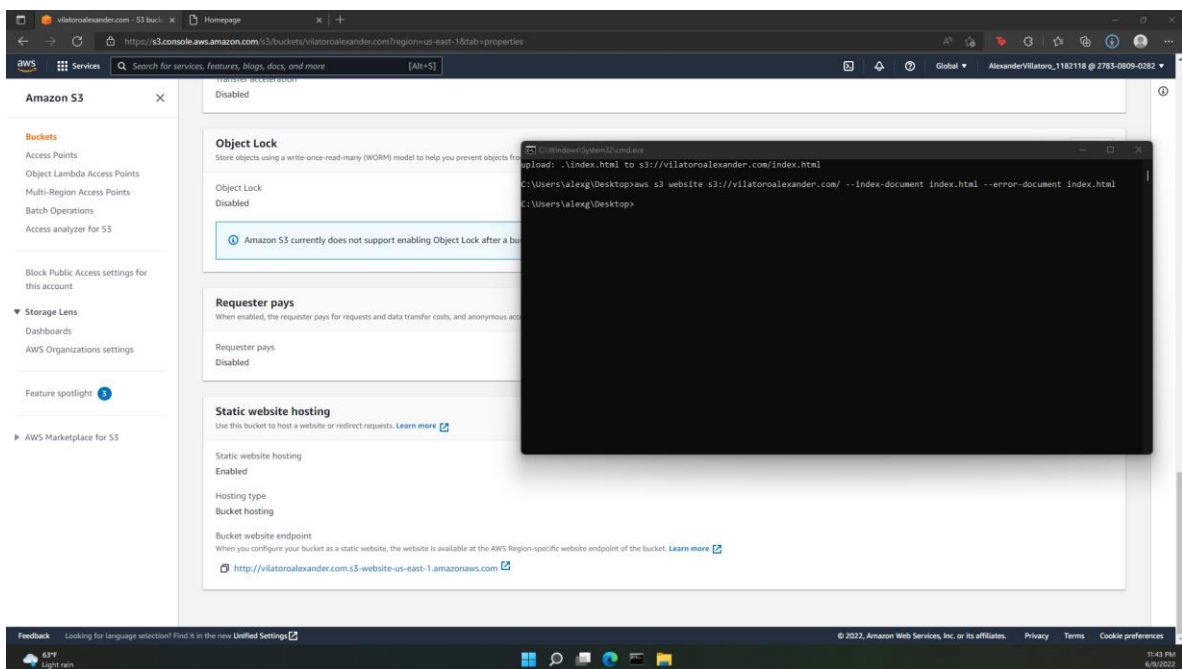 vilatoroalexander.com - S3 buck
Homepage
https://s3.console.aws.amazon.com/s3/buckets/vilatoroalexander.com?region=us-east-1&tab=properties
aws
Services
Search for services, features, blogs, docs, and more
[Alt+S]
Global
AlexanderVillatoro_1182118 @ 2783-0809-0282
Amazon S3
Buckets
Access Points
Object Lambda Access Points
Multi-Region Access Points
Batch Operations
Access analyzer for S3
Block Public Access settings for
this account
Storage Lens
Dashboards
AWS Organizations settings
Feature spotlight 3
AWS Marketplace for S3
Transfer acceleration
Disabled
Object Lock
Store objects using a write-once-read-many (WORM) model to help you prevent objects fro
Object Lock
Disabled
Amazon S3 currently does not support enabling Object Lock after a bu
Requester pays
When enabled, the requester pays for requests and data transfer costs, and anonymous acc
Requester pays
Disabled
Static website hosting
Use this bucket to host a website or redirect requests. Learn more
Static website hosting
Enabled
Hosting type
Bucket hosting
Bucket website endpoint
When you configure your bucket as a static website, the website is available at the AWS Region-specific website endpoint of the bucket. Learn more
http://vilatoroalexander.com.s3-website-us-east-1.amazonaws.com
C:\Windows\System32\cmd.exe
upload: .\index.html to s3://vilatoroalexander.com/index.html
C:\Users\alexg\Desktop>aws s3 website s3://vilatoroalexander.com/ --index-document index.html --error-document index.html
C:\Users\alexg\Desktop>
Feedback
Looking for language selection? Find it in the new Unified Settings
© 2022, Amazon Web Services, Inc. or its affiliates.
Privacy
Terms
Cookie preferences
63°F
Light rain
11:43 PM
6/9/2022